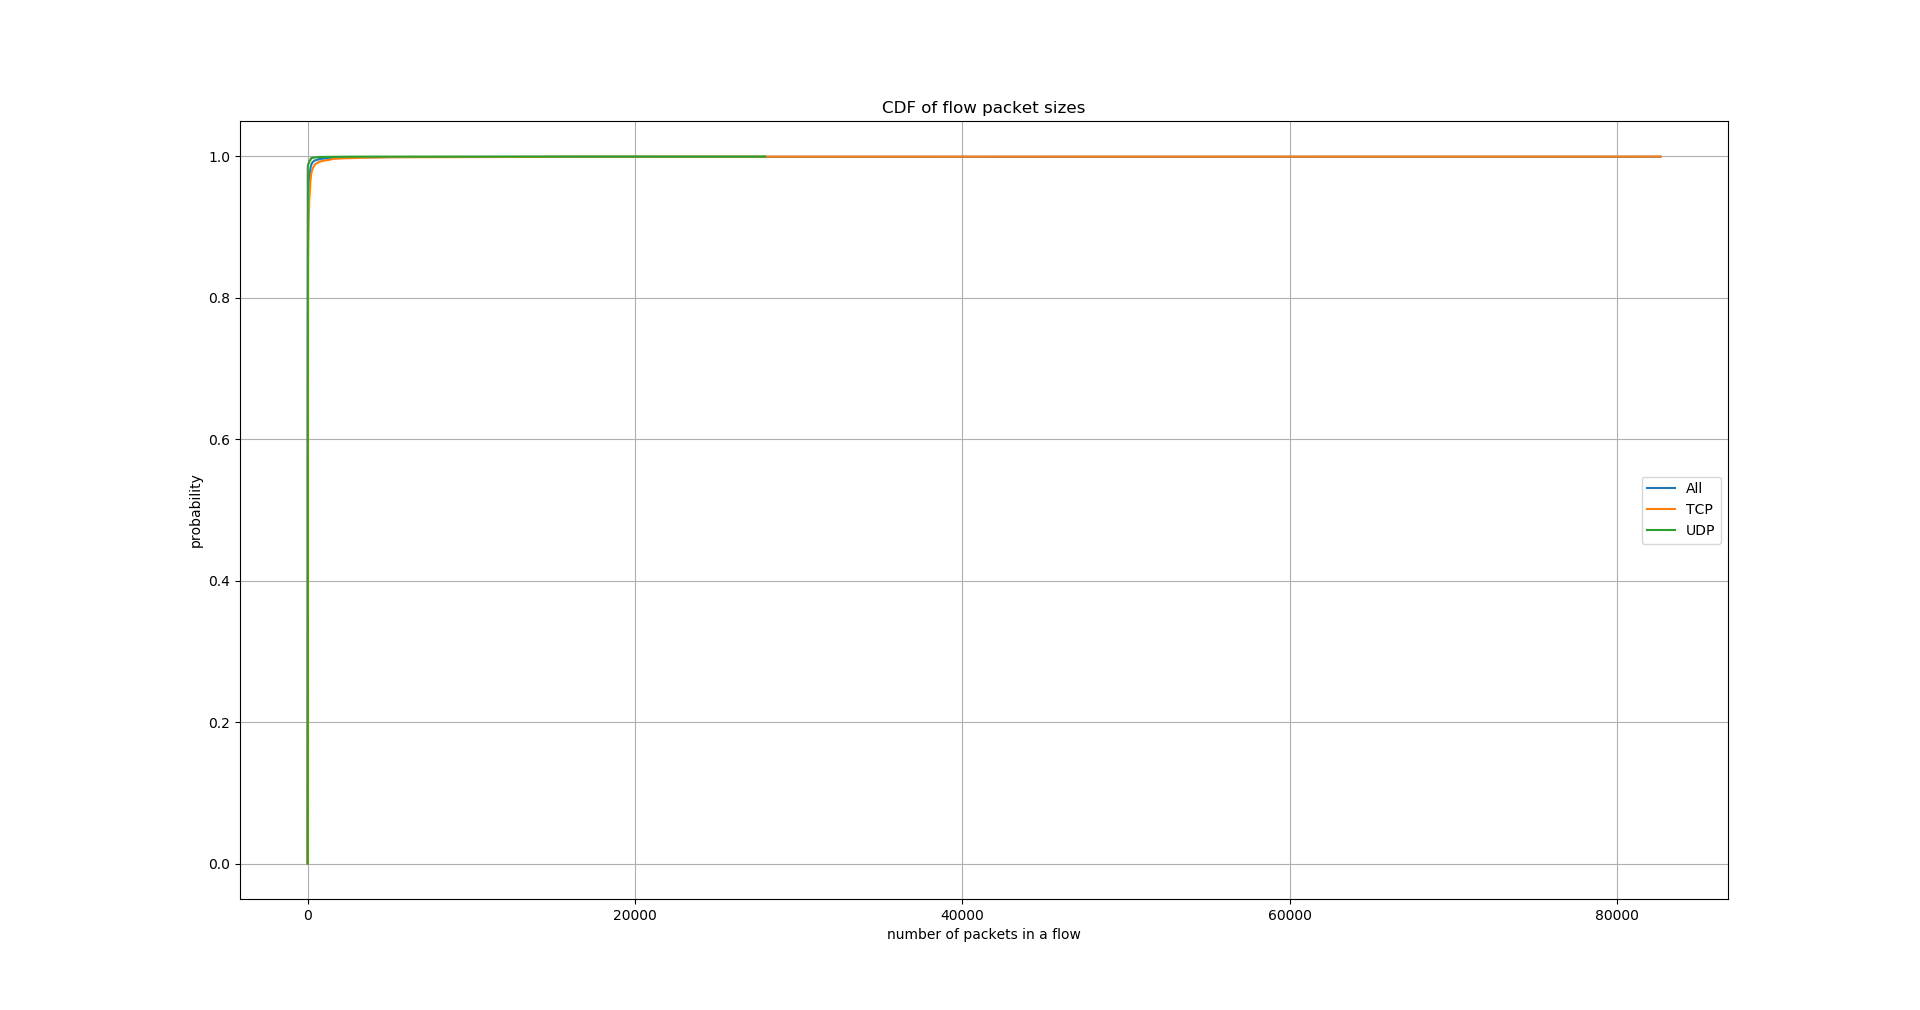 CDF of flow packet sizes
1.0
0.8
0.6
0.4
0.2
0.0
probability
All
TCP
UDP
0 20000 40000 60000 80000
number of packets in a flow